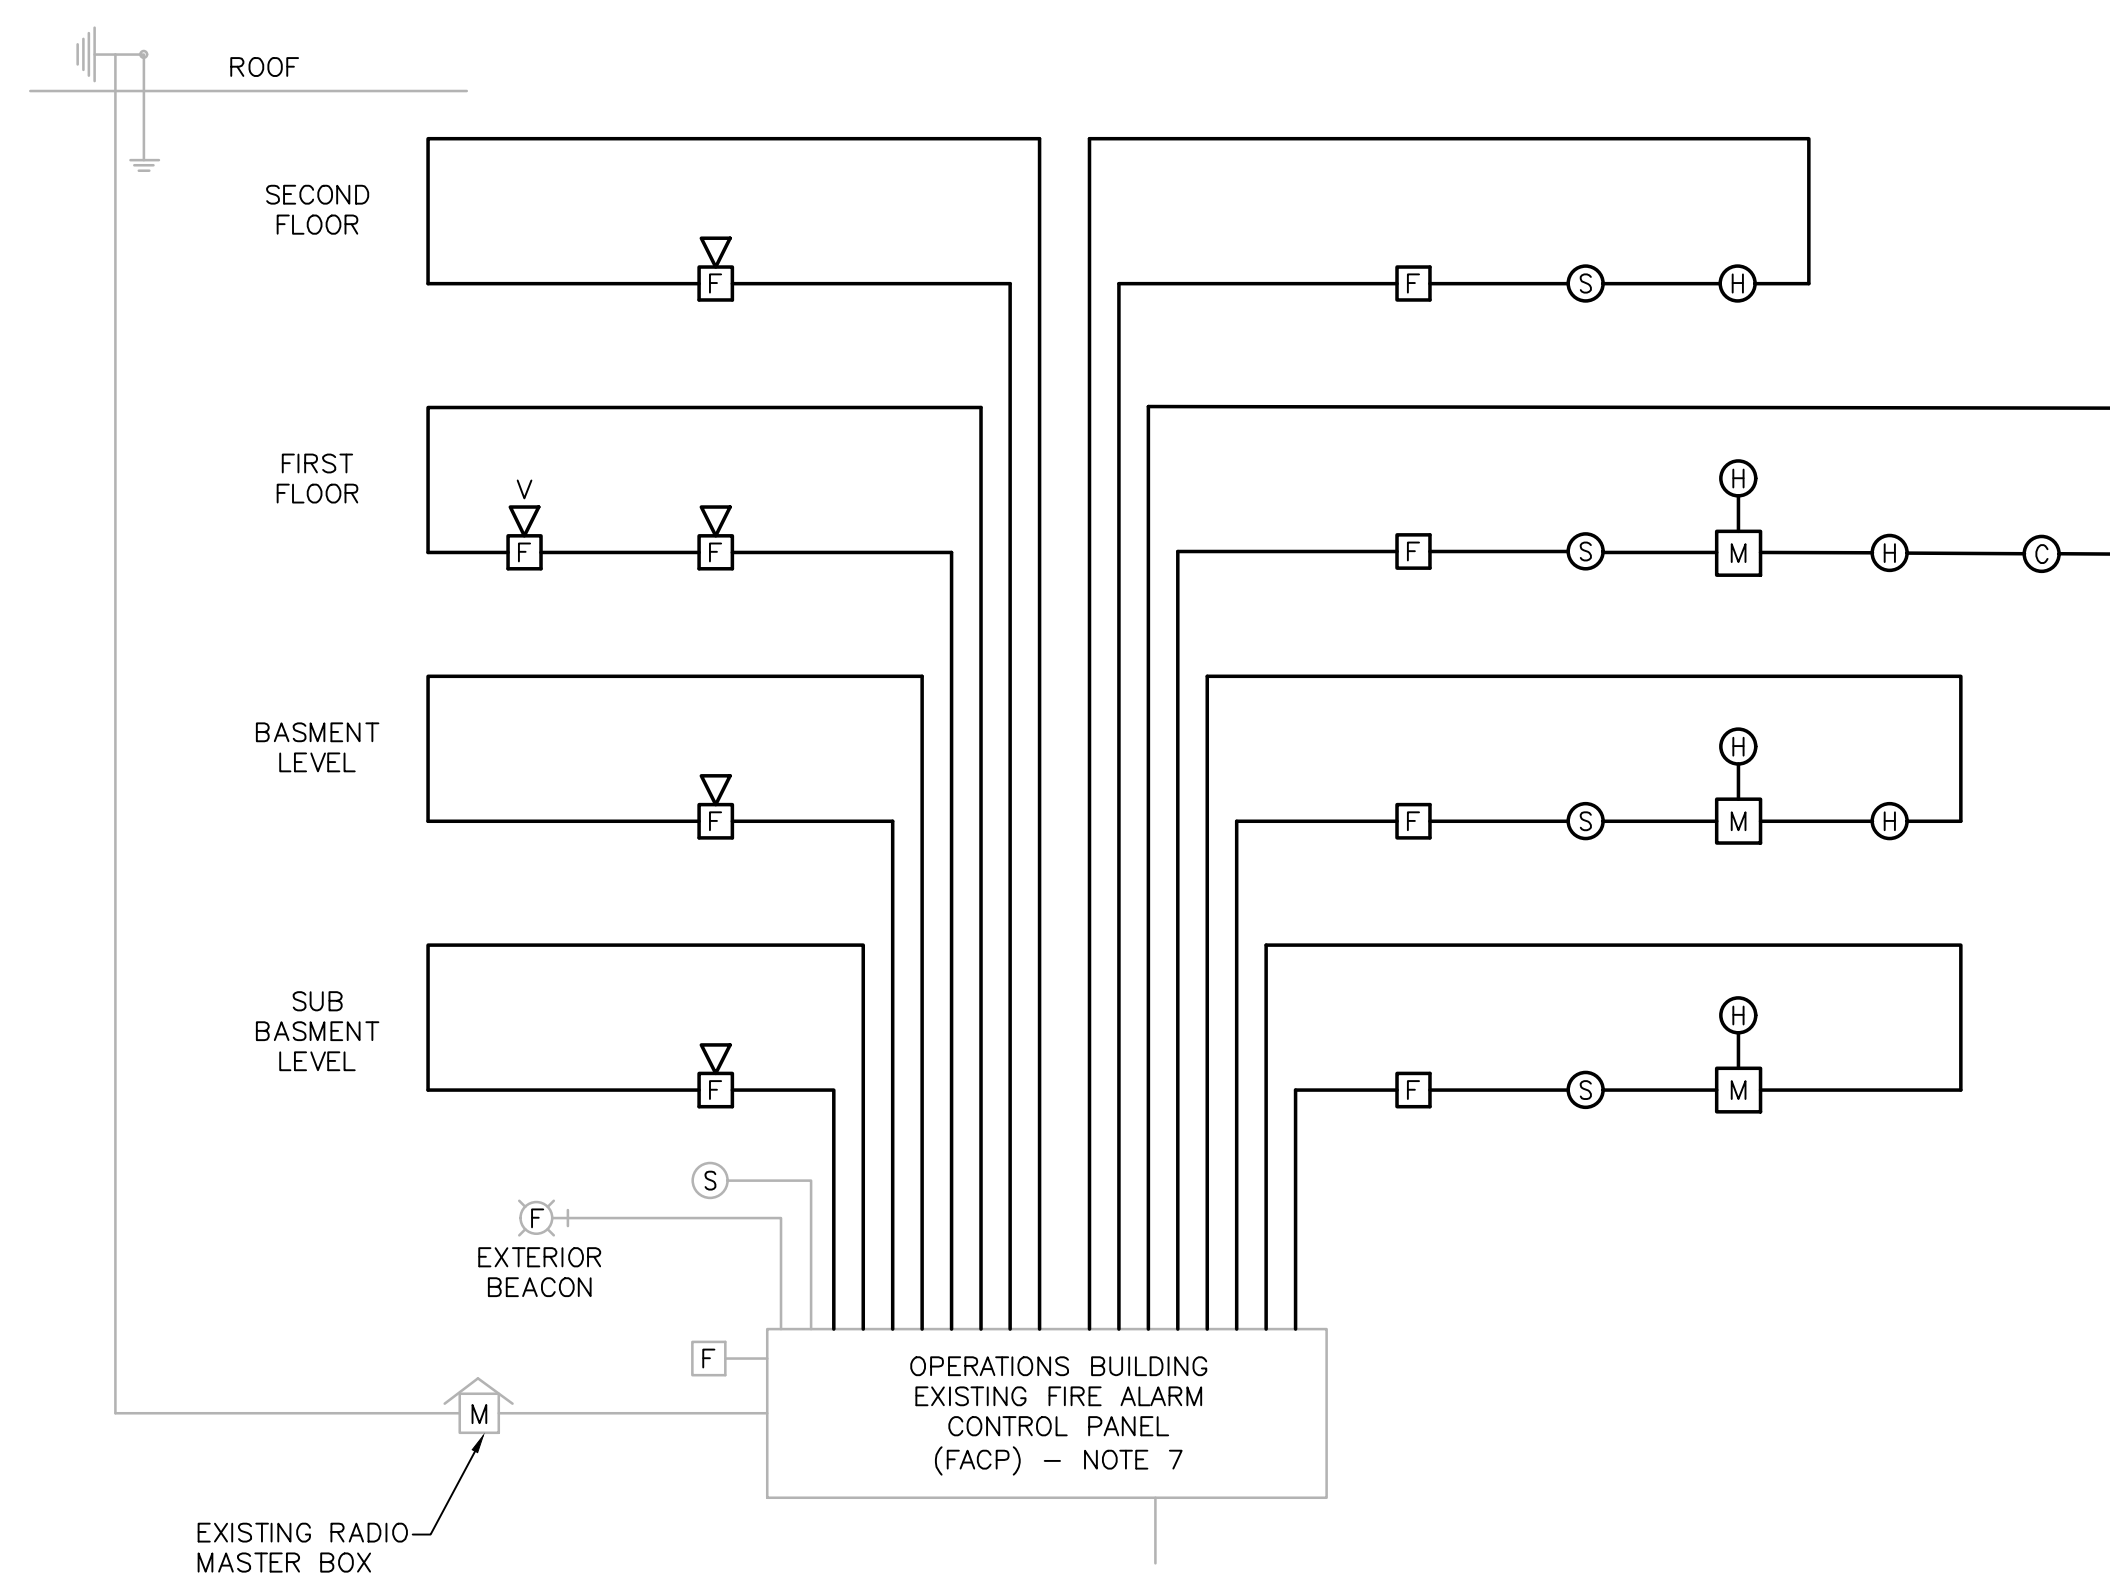 ROOF
SECOND
FLOOR
F
F
S
H
FIRST
FLOOR
V
F
F
F
S
H
M
H
C
BASMENT
LEVEL
F
F
S
H
M
H
SUB
BASMENT
LEVEL
F
F
S
H
M
S
F
EXTERIOR
BEACON
F
OPERATIONS BUILDING
EXISTING FIRE ALARM
CONTROL PANEL
(FACP) – NOTE 7
M
EXISTING RADIO
MASTER BOX